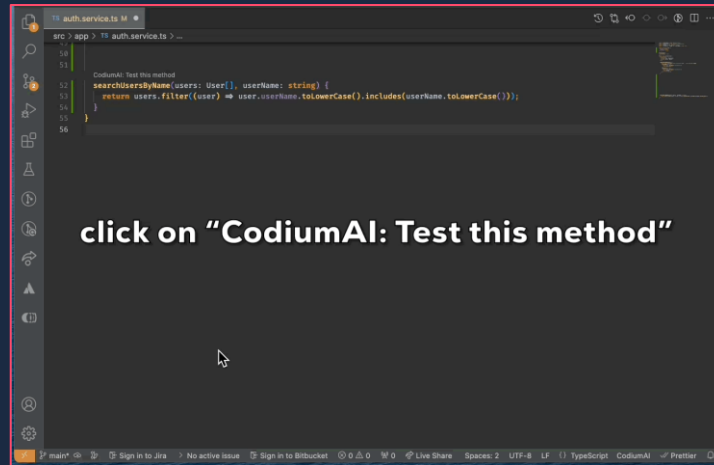 TS auth.service.ts M
src > app > TS auth.service.ts > ...
50
51
CodiumAI: Test this method
52 searchUsersByName(users: User[], userName: string) {
53 return users.filter((user) => user.userName.toLowerCase().includes(userName.toLowerCase()));
54 }
55 }
56
click on “CodiumAI: Test this method”
main* Sign in to Jira No active issue Sign in to Bitbucket 0 0 0 Live Share Spaces: 2 UTF-8 LF {} TypeScript CodiumAI Prettier